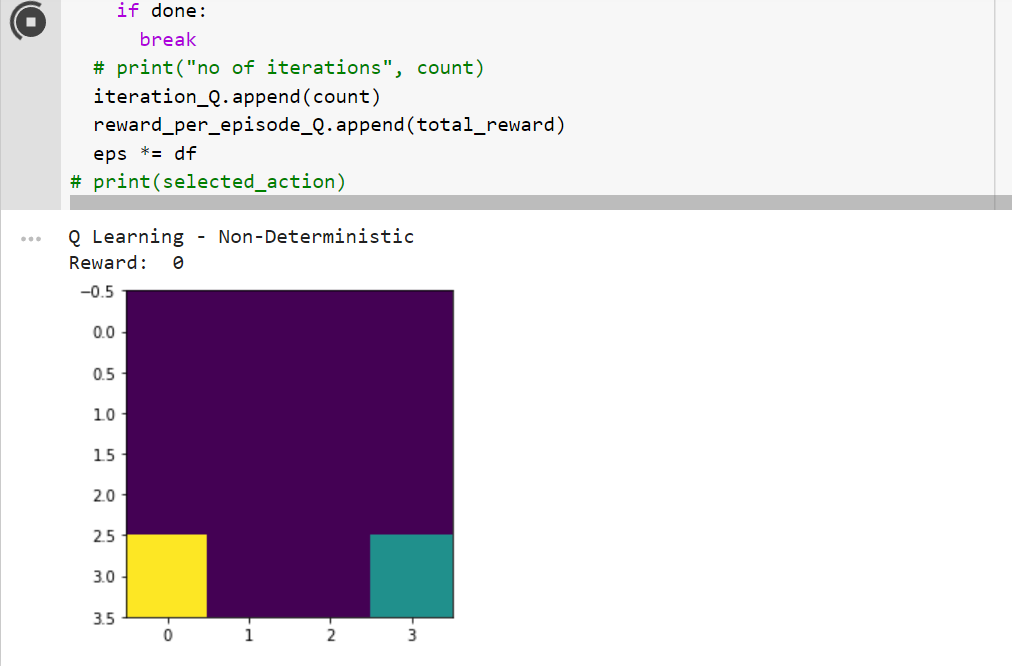 if done:
break
# print("no of iterations", count)
iteration_Q.append(count)
reward_per_episode_Q.append(total_reward)
eps *= df
# print(selected_action)
Q Learning - Non-Deterministic
Reward: 0
−0.5
0.0
0.5
1.0
1.5
2.0
2.5
3.0
3.5
0 1 2 3